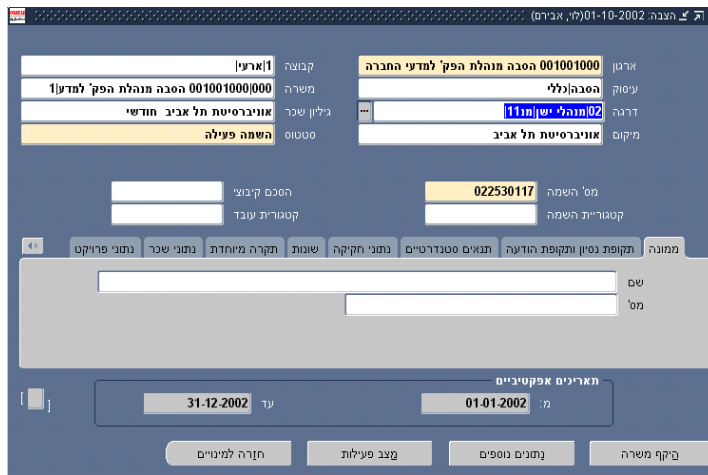 הצבה: 01-10-2002(לוי, אבירם)
ארגון 001001000 הסבה מנהלת הפק' למדעי החברה קבוצה 1|ארעי|
עיסוק הסבה|כללי משרה 001001000|000 הסבה מנהלת הפק' למדע|1
דרגה 02|מנהלי ישן|מנ11| גיליון שכר אוניברסיטת תל אביב חודשי
מיקום אוניברסיטת תל אביב סטטוס השמה פעילה
מס' השמה 022530117 הסכם קיבוצי
קטגוריית השמה קטגורית עובד
ממונה תקופת נסיון ותקופת הודעה תנאים סטנדרטיים נתוני חקיקה שונות תקרה מיוחדת נתוני שכר נתוני פרויקט
שם
מס'
תאריכים אפקטיביים
מ: 01-01-2002 עד 31-12-2002 [ ]
היקף משרה נתונים נוספים מצב פעילות חזרה למינויים